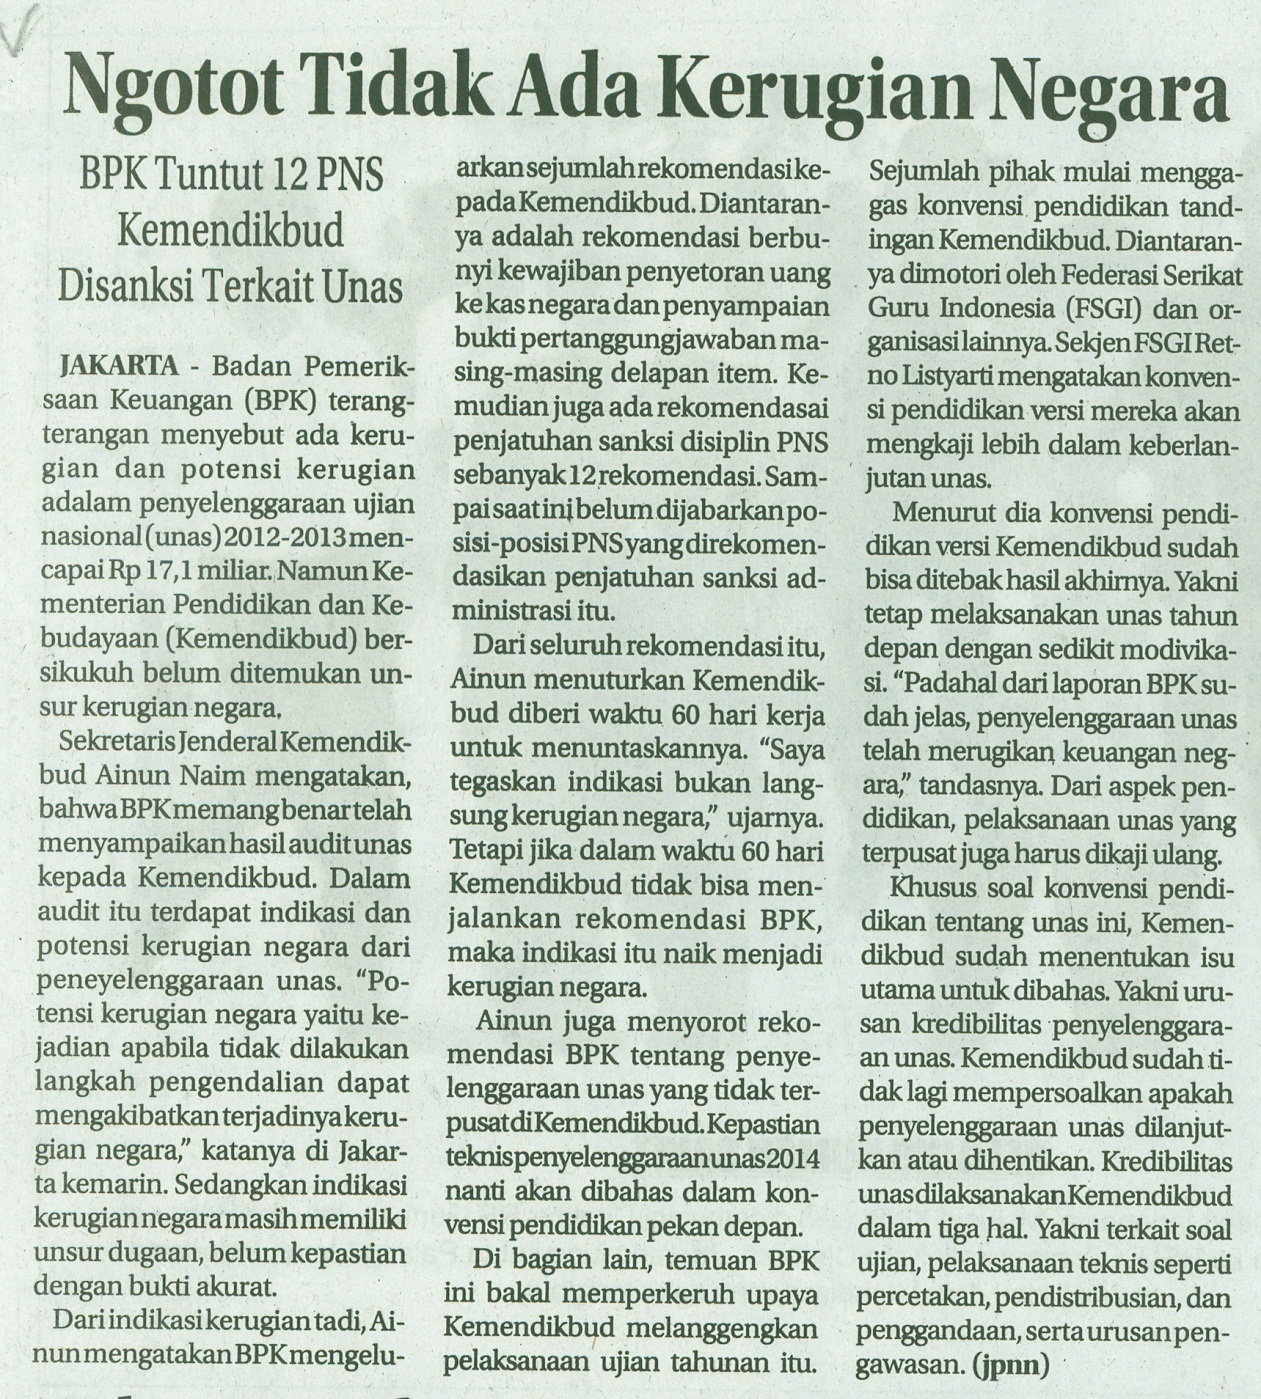 Ngotot Tidak Ada Kerugian Negara
BPK Tuntut 12 PNS
Kemendikbud
Disanksi Terkait Unas
JAKARTA - Badan Pemerik-
saan Keuangan (BPK) terang-
terangan menyebut ada keru-
gian dan potensi kerugian
adalam penyelenggaraan ujian
nasional (unas) 2012-2013 men-
capai Rp 17,1 miliar. Namun Ke-
menterian Pendidikan dan Ke-
budayaan (Kemendikbud) ber-
sikukuh belum ditemukan un-
sur kerugian negara.
Sekretaris Jenderal Kemendik-
bud Ainun Naim mengatakan,
bahwa BPK memang benar telah
menyampaikan hasil audit unas
kepada Kemendikbud. Dalam
audit itu terdapat indikasi dan
potensi kerugian negara dari
peneyelenggaraan unas. “Po-
tensi kerugian negara yaitu ke-
jadian apabila tidak dilakukan
langkah pengendalian dapat
mengakibatkan terjadinya keru-
gian negara,” katanya di Jakar-
ta kemarin. Sedangkan indikasi
kerugian negara masih memiliki
unsur dugaan, belum kepastian
dengan bukti akurat.
Dari indikasi kerugian tadi, Ai-
nun mengatakan BPK mengelu-
arkan sejumlah rekomendasi ke-
pada Kemendikbud. Diantaran-
ya adalah rekomendasi berbu-
nyi kewajiban penyetoran uang
ke kas negara dan penyampaian
bukti pertanggungjawaban ma-
sing-masing delapan item. Ke-
mudian juga ada rekomendasai
penjatuhan sanksi disiplin PNS
sebanyak 12 rekomendasi. Sam-
pai saat ini belum dijabarkan po-
sisi-posisi PNS yang direkomen-
dasikan penjatuhan sanksi ad-
ministrasi itu.
Dari seluruh rekomendasi itu,
Ainun menuturkan Kemendik-
bud diberi waktu 60 hari kerja
untuk menuntaskannya. “Saya
tegaskan indikasi bukan lang-
sung kerugian negara,” ujarnya.
Tetapi jika dalam waktu 60 hari
Kemendikbud tidak bisa men-
jalankan rekomendasi BPK,
maka indikasi itu naik menjadi
kerugian negara.
Ainun juga menyorot reko-
mendasi BPK tentang penye-
lenggaraan unas yang tidak ter-
pusat di Kemendikbud. Kepastian
teknis penyelenggaraan unas 2014
nanti akan dibahas dalam kon-
vensi pendidikan pekan depan.
Di bagian lain, temuan BPK
ini bakal memperkeruh upaya
Kemendikbud melanggengkan
pelaksanaan ujian tahunan itu.
Sejumlah pihak mulai mengga-
gas konvensi pendidikan tand-
ingan Kemendikbud. Diantaran-
ya dimotori oleh Federasi Serikat
Guru Indonesia (FSGI) dan or-
ganisasi lainnya. Sekjen FSGI Ret-
no Listyarti mengatakan konven-
si pendidikan versi mereka akan
mengkaji lebih dalam keberlan-
jutan unas.
Menurut dia konvensi pendi-
dikan versi Kemendikbud sudah
bisa ditebak hasil akhirnya. Yakni
tetap melaksanakan unas tahun
depan dengan sedikit modivika-
si. “Padahal dari laporan BPK su-
dah jelas, penyelenggaraan unas
telah merugikan keuangan neg-
ara,” tandasnya. Dari aspek pen-
didikan, pelaksanaan unas yang
terpusat juga harus dikaji ulang.
Khusus soal konvensi pendi-
dikan tentang unas ini, Kemen-
dikbud sudah menentukan isu
utama untuk dibahas. Yakni uru-
san kredibilitas penyelenggara-
an unas. Kemendikbud sudah ti-
dak lagi mempersoalkan apakah
penyelenggaraan unas dilanjut-
kan atau dihentikan. Kredibilitas
unas dilaksanakan Kemendikbud
dalam tiga hal. Yakni terkait soal
ujian, pelaksanaan teknis seperti
percetakan, pendistribusian, dan
penggandaan, serta urusan pen-
gawasan. (jpnn)